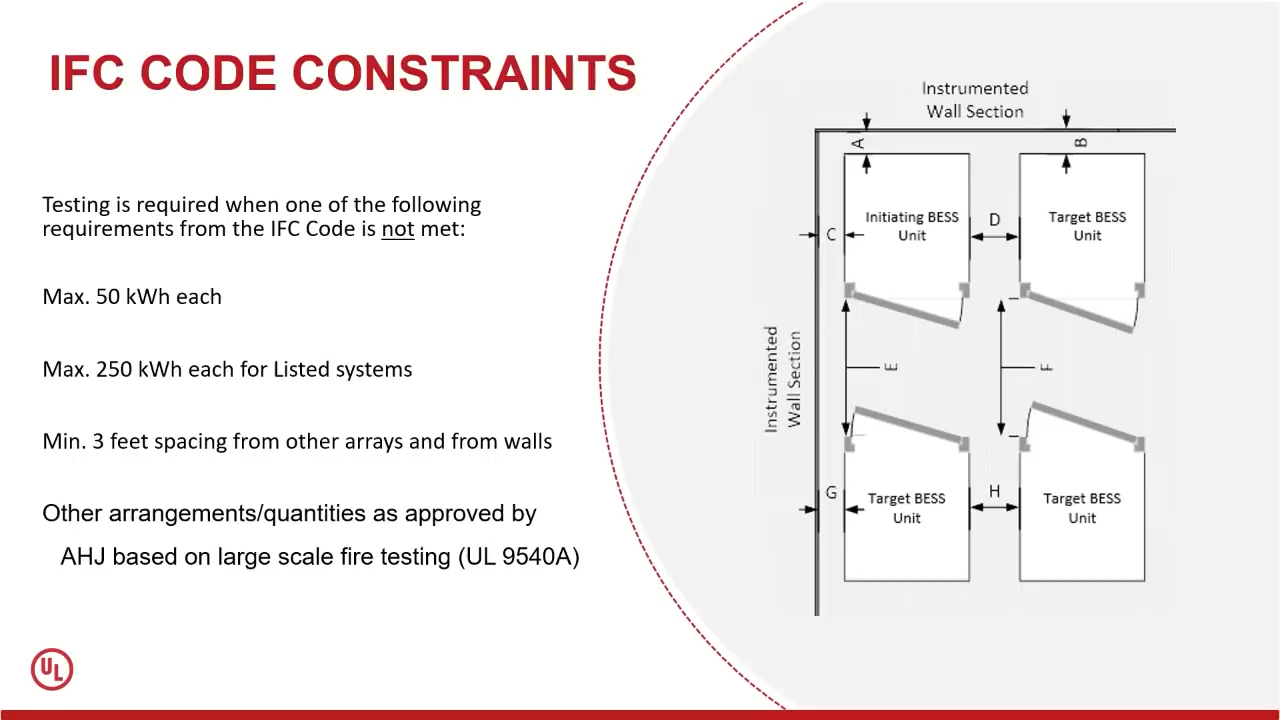 IFC CODE CONSTRAINTS
Testing is required when one of the following
requirements from the IFC Code is not met:
Max. 50 kWh each
Max. 250 kWh each for Listed systems
Min. 3 feet spacing from other arrays and from walls
Other arrangements/quantities as approved by
AHJ based on large scale fire testing (UL 9540A)
UL
Instrumented
Wall Section
A
B
Initiating BESS
Unit
Target BESS
Unit
C
D
Instrumented
Wall Section
E
F
G
H
Target BESS
Unit
Target BESS
Unit